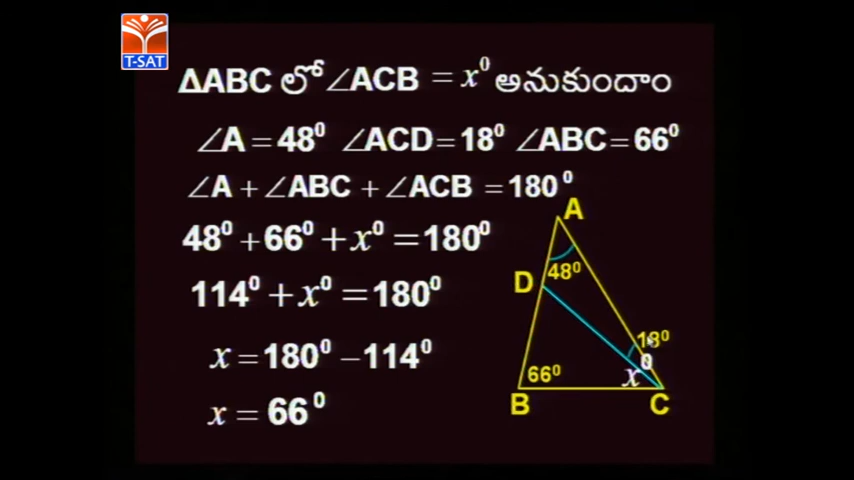 T-SAT
ΔABC లో ∠ACB = x⁰ అనుకుందాం
∠A = 48⁰ ∠ACD = 18⁰ ∠ABC = 66⁰
∠A + ∠ABC + ∠ACB = 180⁰
48⁰ + 66⁰ + x⁰ = 180⁰
114⁰ + x⁰ = 180⁰
x = 180⁰ − 114⁰
x = 66⁰
A
48⁰
D
18⁰
66⁰
x⁰
B
C